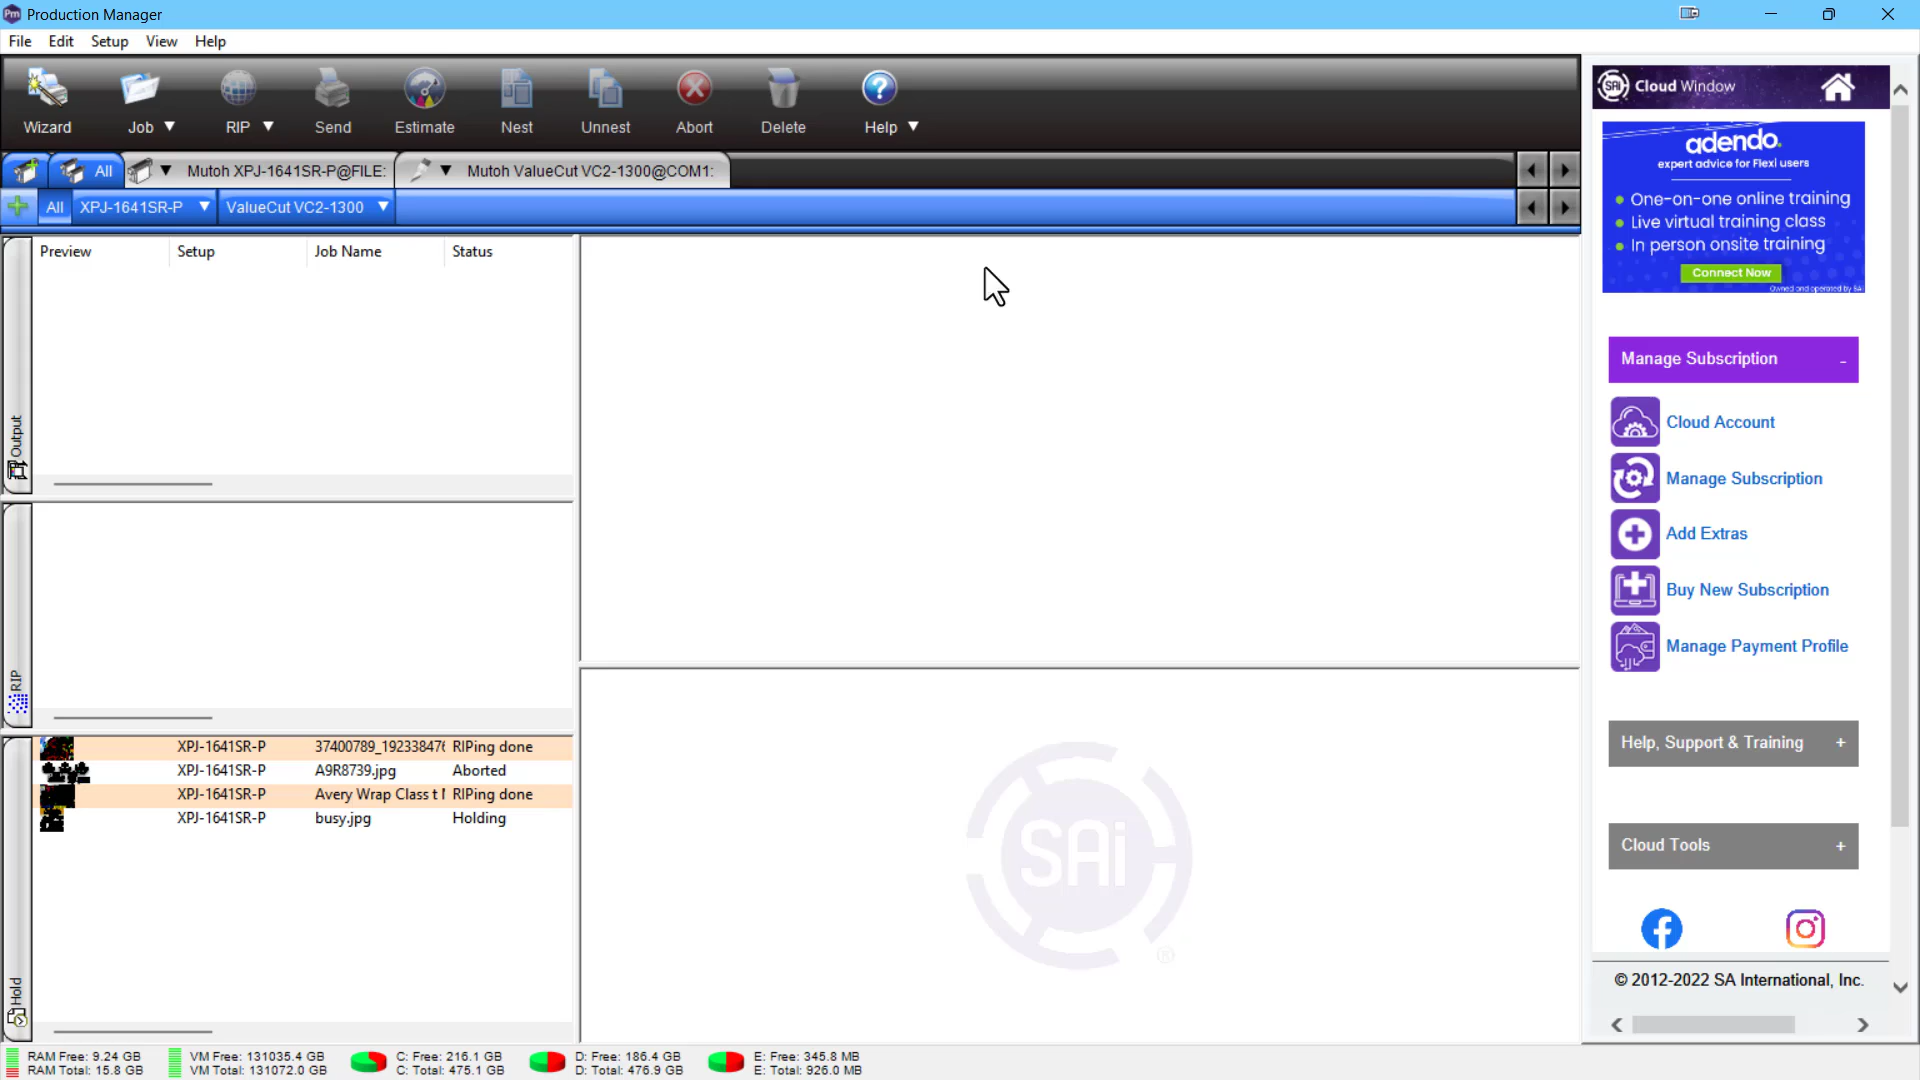 Production Manager
File Edit Setup View Help
Wizard Job RIP Send Estimate Nest Unnest Abort Delete Help
All Mutoh XPJ-1641SR-P@FILE: Mutoh ValueCut VC2-1300@COM1:
All XPJ-1641SR-P ValueCut VC2-1300
Preview Setup Job Name Status
Output
RIP
XPJ-1641SR-P 37400789_192338476 RIPing done
XPJ-1641SR-P A9R8739.jpg Aborted
XPJ-1641SR-P Avery Wrap Class t RIPing done
XPJ-1641SR-P busy.jpg Holding
Hold
SAi
®
SAi Cloud Window
adendo.
expert advice for Flexi users
One-on-one online training
Live virtual training class
In person onsite training
Connect Now
Owned and operated by SAi
Manage Subscription -
Cloud Account
Manage Subscription
Add Extras
Buy New Subscription
Manage Payment Profile
Help, Support & Training +
Cloud Tools +
© 2012-2022 SA International, Inc.
RAM Free: 9.24 GB VM Free: 131035.4 GB C: Free: 216.1 GB D: Free: 186.4 GB E: Free: 345.8 MB
RAM Total: 15.8 GB VM Total: 131072.0 GB C: Total: 475.1 GB D: Total: 476.9 GB E: Total: 926.0 MB